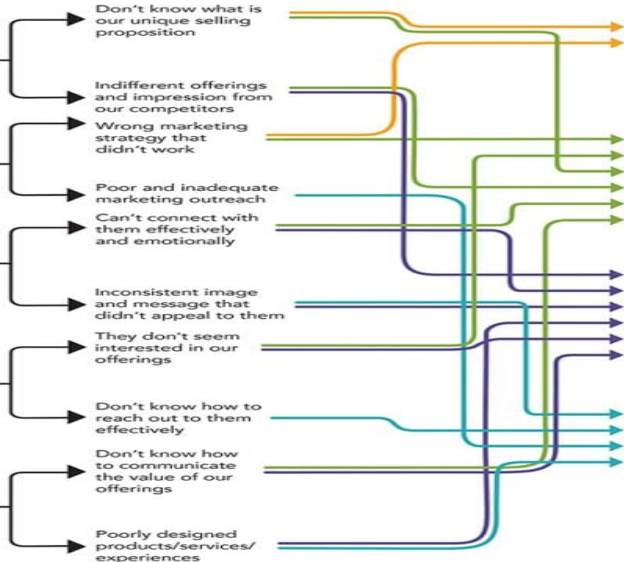 Don't know what is
our unique selling
proposition
Indifferent offerings
and impression from
our competitors
Wrong marketing
strategy that
didn't work
Poor and inadequate
marketing outreach
Can't connect with
them effectively
and emotionally
Inconsistent image
and message that
didn't appeal to them
They don't seem
interested in our
offerings
Don't know how to
reach out to them
effectively
Don't know how
to communicate
the value of our
offerings
Poorly designed
products/services/
experiences